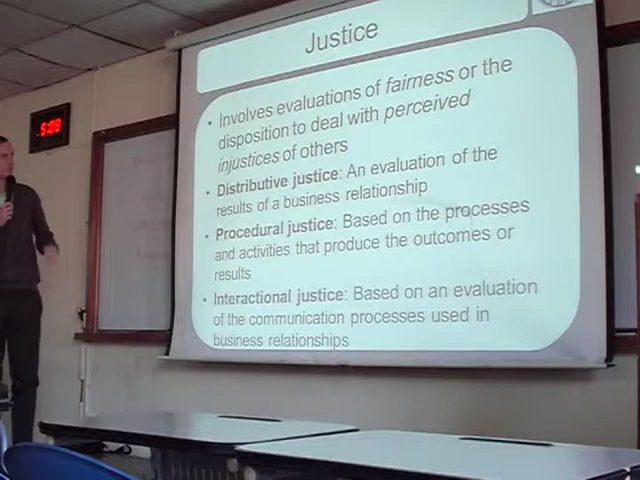 Justice
• Involves evaluations of fairness or the
disposition to deal with perceived
injustices of others
• Distributive justice: An evaluation of the
results of a business relationship
• Procedural justice: Based on the processes
and activities that produce the outcomes or
results
• Interactional justice: Based on an evaluation
of the communication processes used in
business relationships
5:09